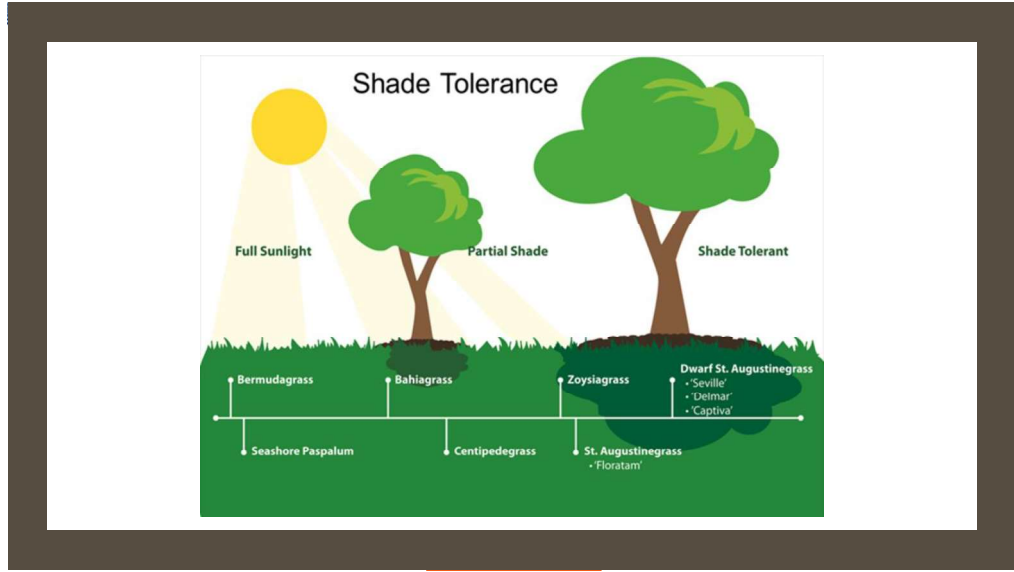 Shade Tolerance
Full Sunlight
Partial Shade
Shade Tolerant
Bermudagrass
Bahiagrass
Zoysiagrass
Dwarf St. Augustinegrass
• 'Seville'
• 'Delmar'
• 'Captiva'
Seashore Paspalum
Centipedegrass
St. Augustinegrass
• 'Floratam'